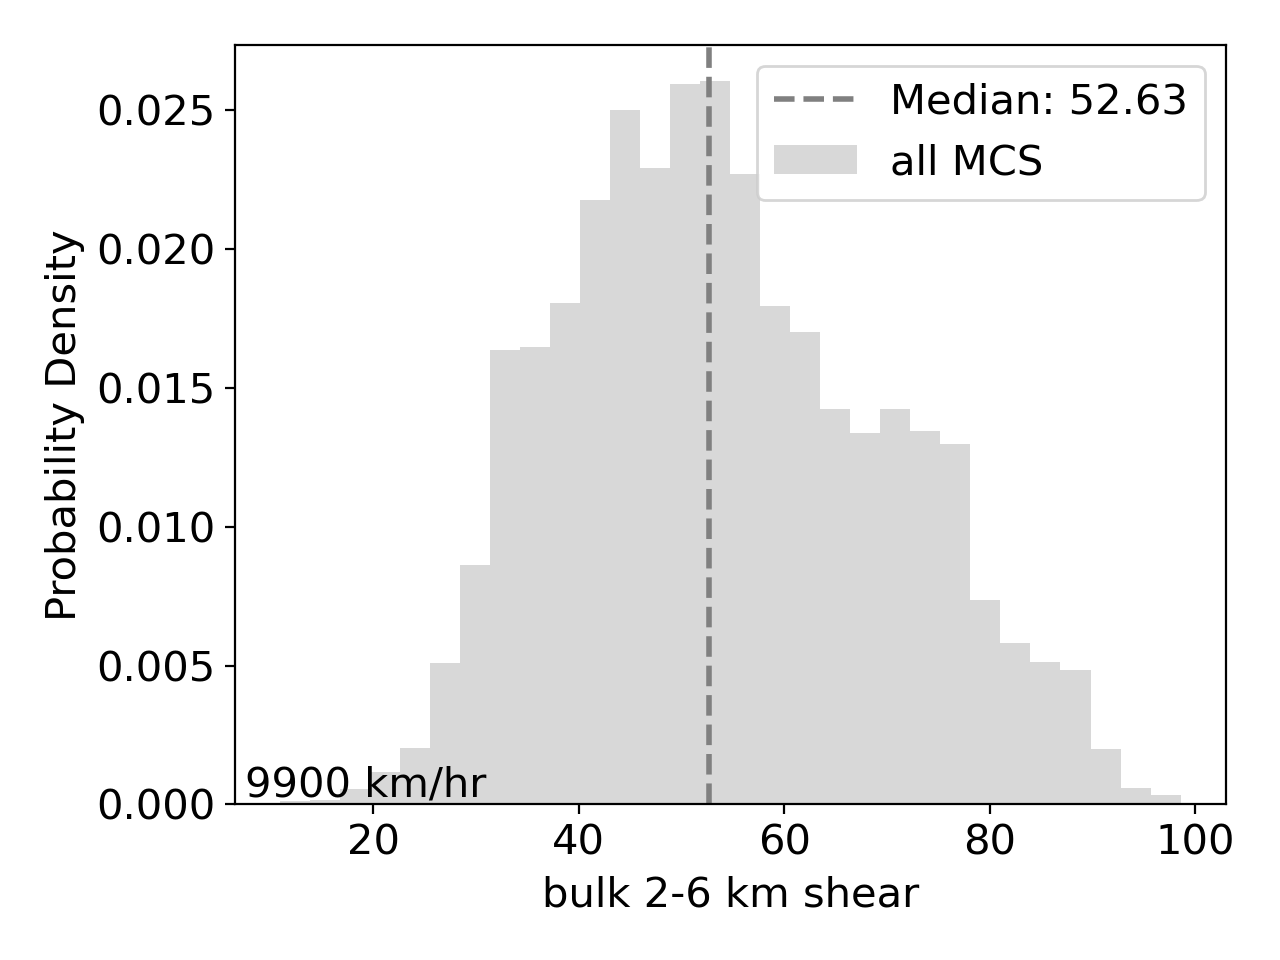 Median: 52.63
all MCS
0.025
0.020
0.015
0.010
0.005
0.000
Probability Density
9900 km/hr
20 40 60 80 100
bulk 2-6 km shear